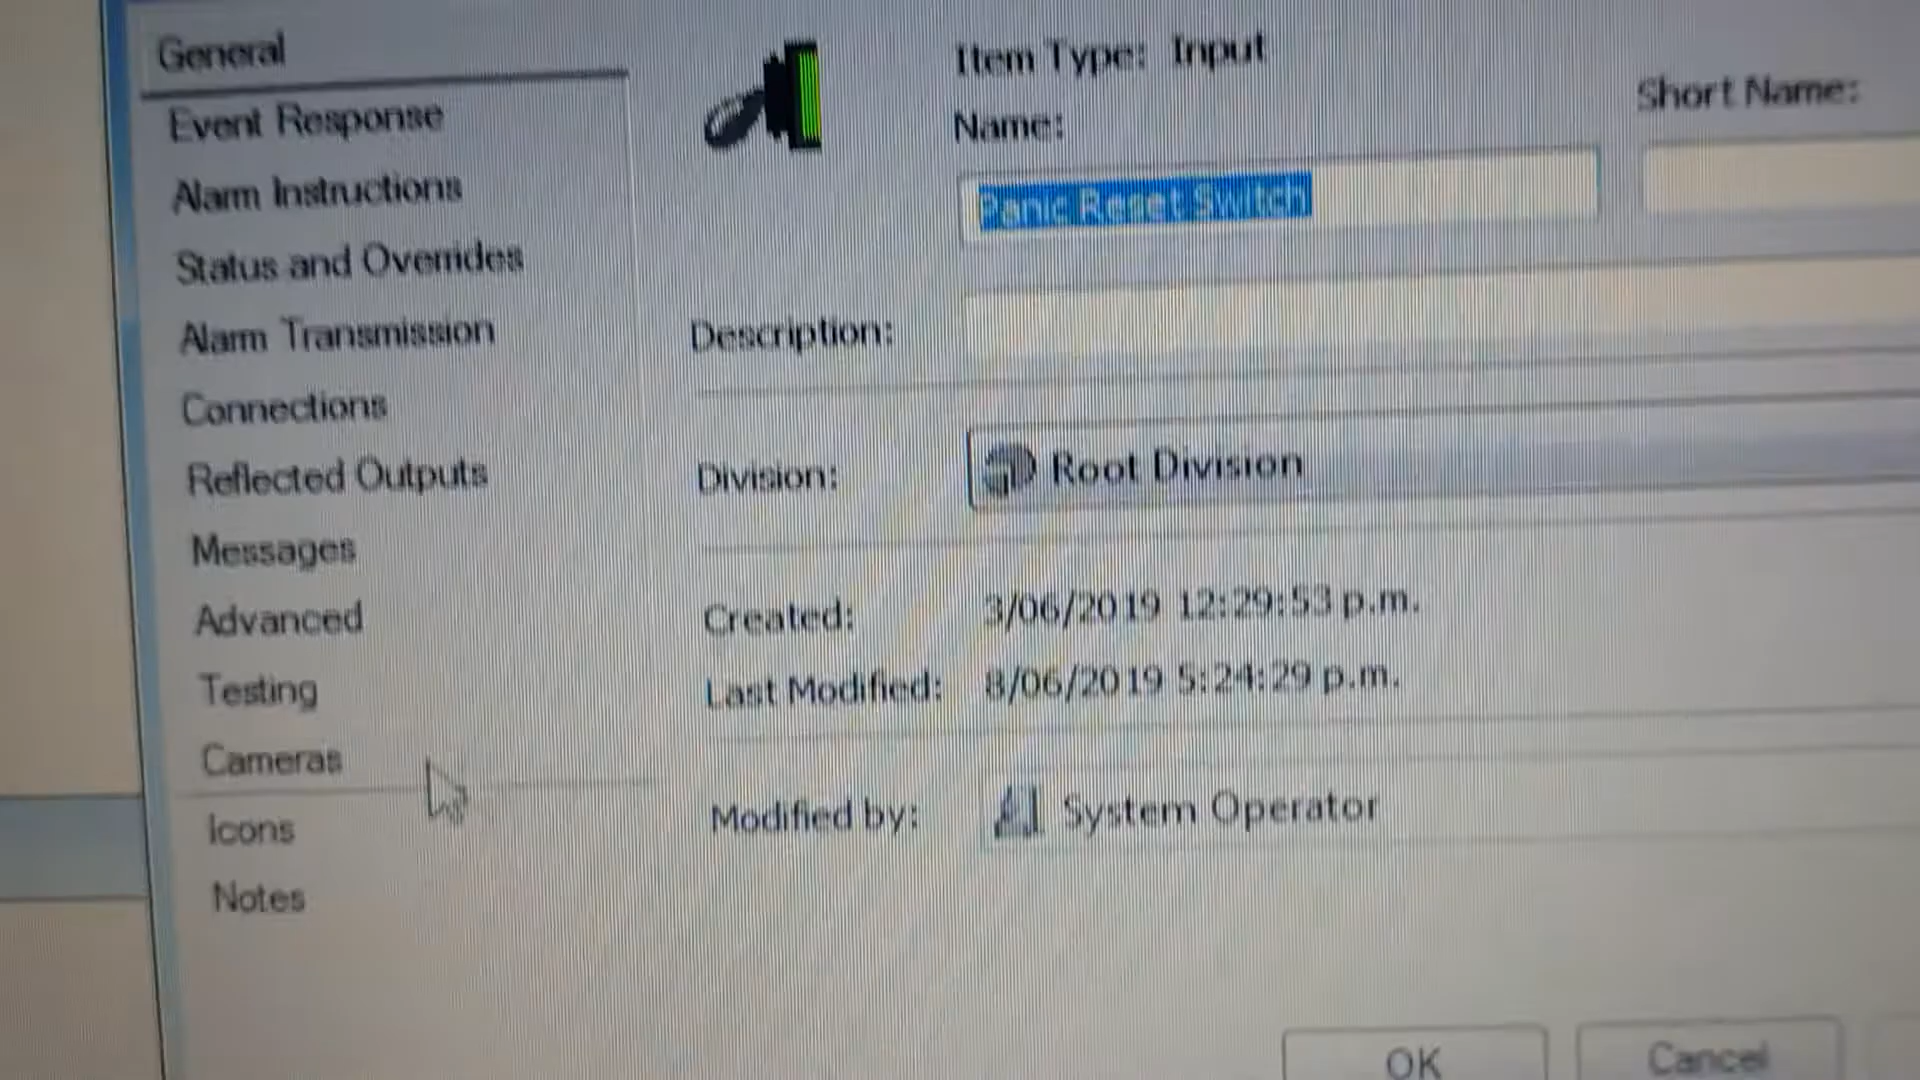 General
Event Response
Alarm Instructions
Status and Overrides
Alarm Transmission
Connections
Reflected Outputs
Messages
Advanced
Testing
Cameras
Icons
Notes
Item Type: Input
Name:
Short Name:
Panic Reset Switch
Description:
Division: Root Division
Created: 3/06/2019 12:29:53 p.m.
Last Modified: 8/06/2019 5:24:29 p.m.
Modified by: System Operator
OK Cancel